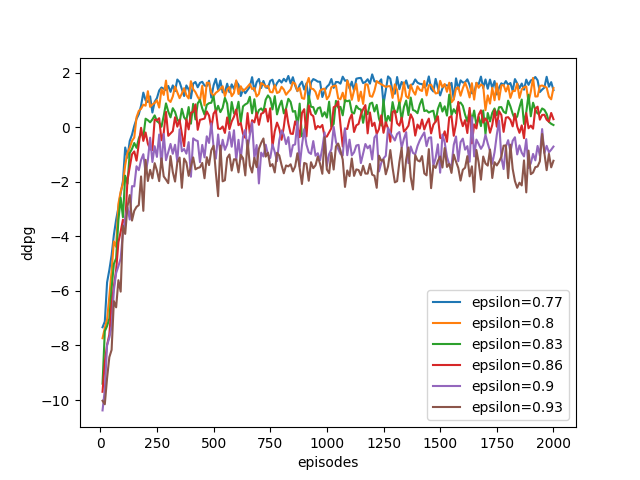 2
0
−2
−4
−6
−8
−10
ddpg
0
250
500
750
1000
1250
1500
1750
2000
episodes
epsilon=0.77
epsilon=0.8
epsilon=0.83
epsilon=0.86
epsilon=0.9
epsilon=0.93